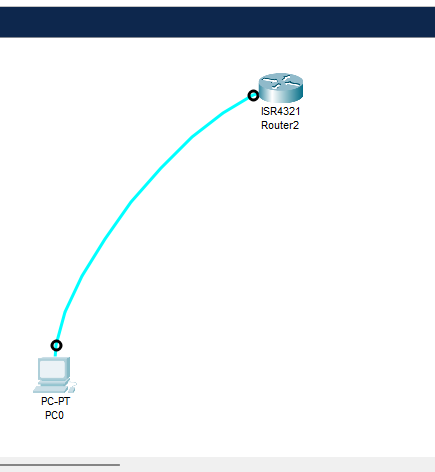 ISR4321
Router2
PC-PT
PC0